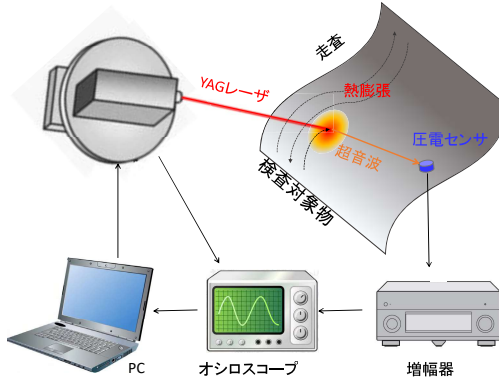 走査
YAGレーザ
熱膨張
圧電センサ
超音波
検査対象物
PC
オシロスコープ
増幅器